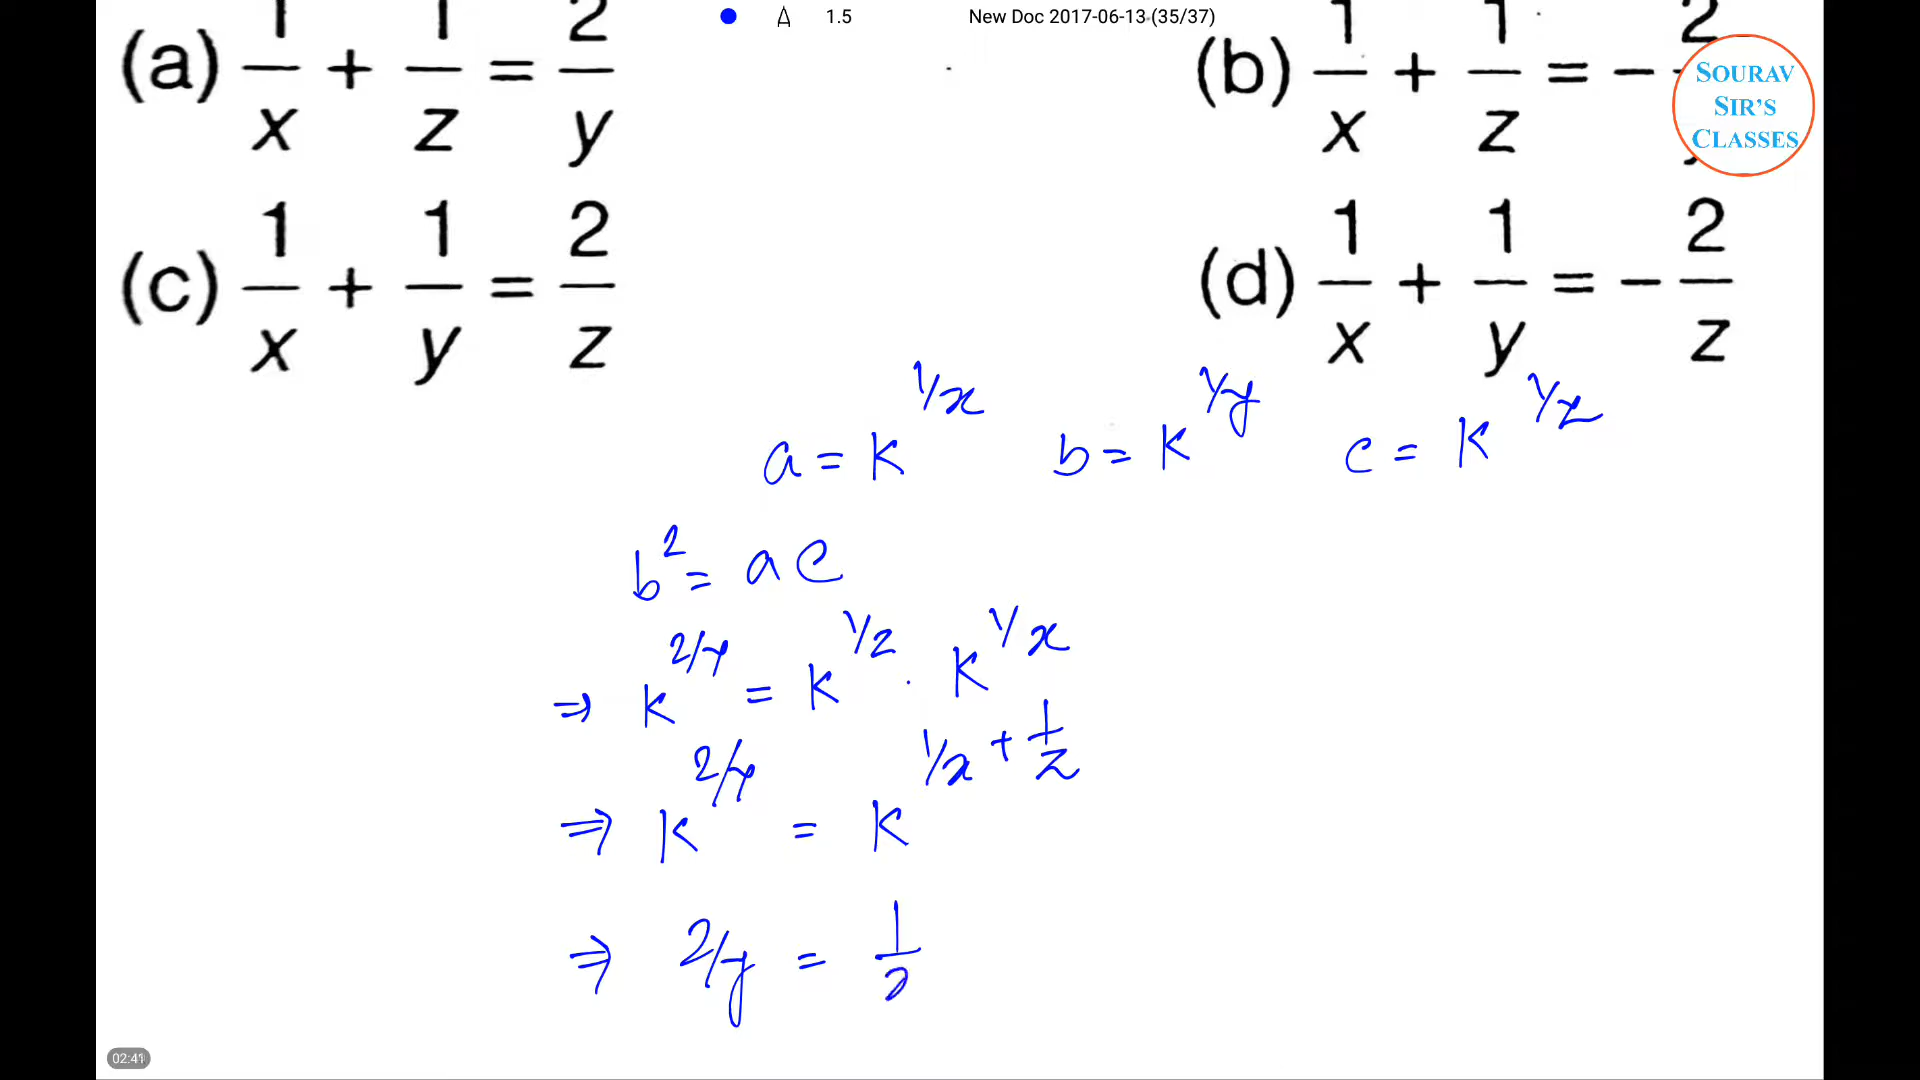 1.5 New Doc 2017-06-13 (35/37)
(a) 1/x + 1/z = 2/y
(b) 1/x + 1/z = - 2/y
SOURAV
SIR'S
CLASSES
(c) 1/x + 1/y = 2/z
(d) 1/x + 1/y = - 2/z
a = K^{1/x} b = K^{1/y} c = K^{1/z}
b^2 = ac
⇒ K^{2/y} = K^{1/z} . K^{1/x}
⇒ K^{2/y} = K^{1/x + 1/z}
⇒ 2/y = 1/
02:41